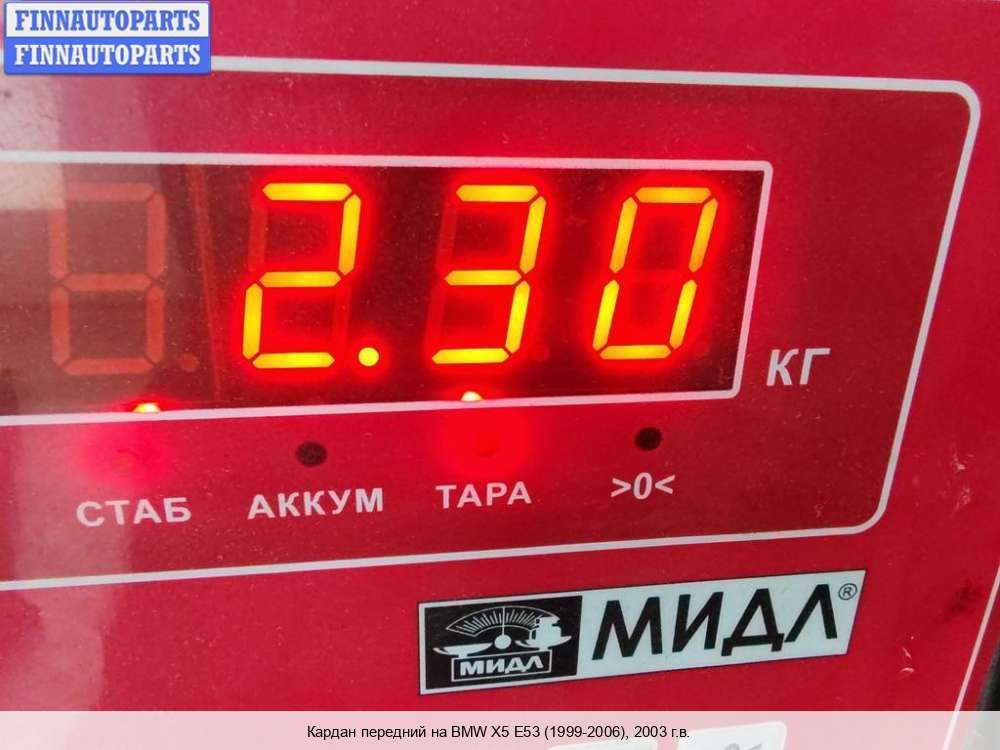 FINNAUTOPARTS
FINNAUTOPARTS
2.30
КГ
СТАБ АККУМ ТАРА >0<
МИДЛ МИДЛ®
Кардан передний на BMW X5 E53 (1999-2006), 2003 г.в.